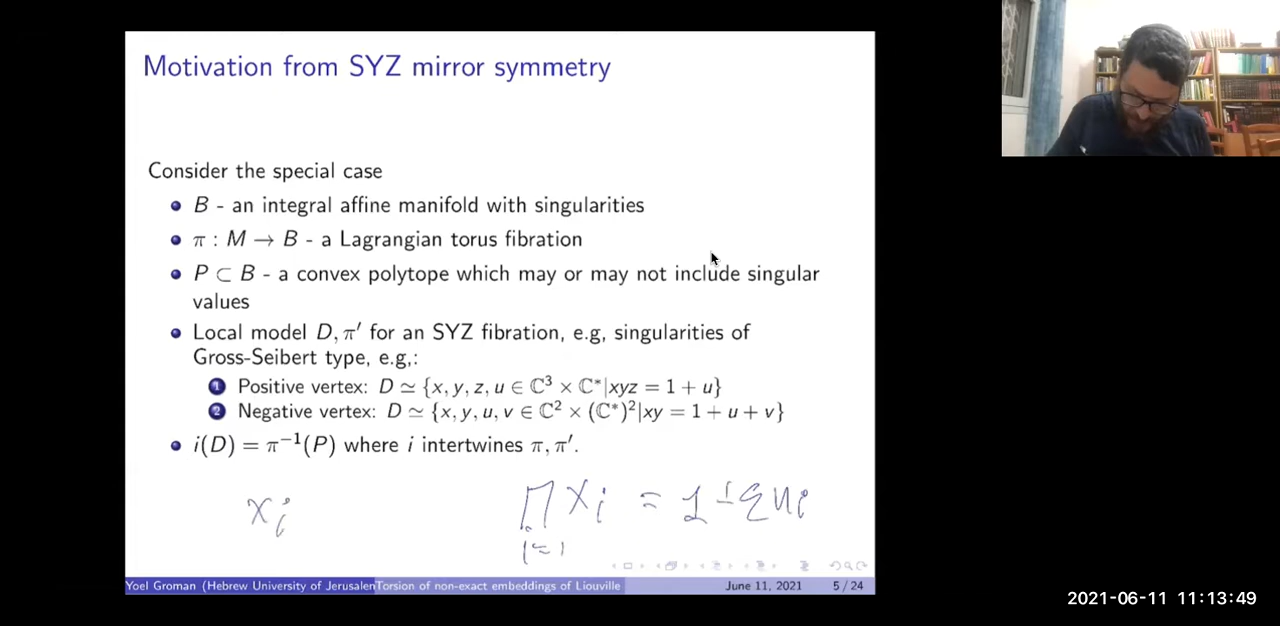 Motivation from SYZ mirror symmetry
Consider the special case
B - an integral affine manifold with singularities
π : M → B - a Lagrangian torus fibration
P ⊂ B - a convex polytope which may or may not include singular
values
Local model D, π′ for an SYZ fibration, e.g, singularities of
Gross-Seibert type, e.g,:
1 Positive vertex: D ≃ {x, y, z, u ∈ ℂ³ × ℂ*|xyz = 1 + u}
2 Negative vertex: D ≃ {x, y, u, v ∈ ℂ² × (ℂ*)²|xy = 1 + u + v}
i(D) = π⁻¹(P) where i intertwines π, π′.
x_i
∏ x_i = 1 + Σ u_i
i=1
Yoel Groman (Hebrew University of Jerusalen Torsion of non-exact embeddings of Liouville June 11, 2021 5 / 24
2021-06-11 11:13:49